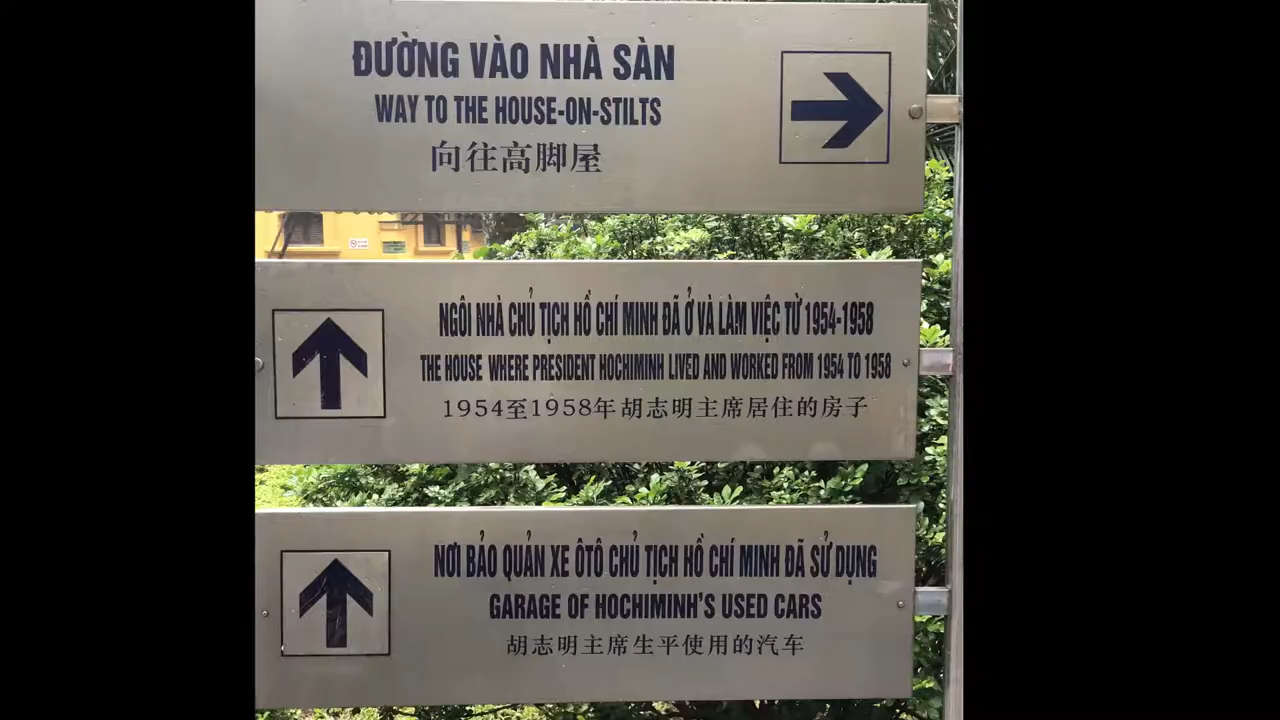 ĐƯỜNG VÀO NHÀ SÀN
WAY TO THE HOUSE-ON-STILTS
向往高脚屋
NGÔI NHÀ CHỦ TỊCH HỒ CHÍ MINH ĐÃ Ở VÀ LÀM VIỆC TỪ 1954-1958
THE HOUSE WHERE PRESIDENT HOCHIMINH LIVED AND WORKED FROM 1954 TO 1958
1954至1958年胡志明主席居住的房子
NƠI BẢO QUẢN XE ÔTÔ CHỦ TỊCH HỒ CHÍ MINH ĐÃ SỬ DỤNG
GARAGE OF HOCHIMINH'S USED CARS
胡志明主席生平使用的汽车